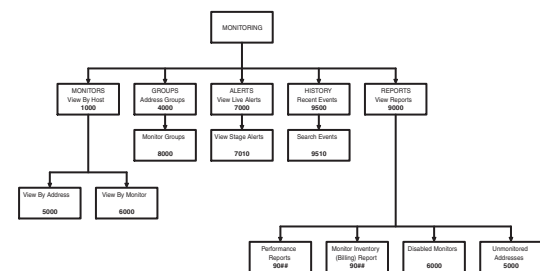 MONITORING
MONITORS
View By Host
1000
GROUPS
Address Groups
4000
ALERTS
View Live Alerts
7000
HISTORY
Recent Events
9500
REPORTS
View Reports
9000
Monitor Groups
8000
View Stage Alerts
7010
Search Events
9510
View By Address
5000
View By Monitor
6000
Performance
Reports
90##
Monitor Inventory
(Billing) Report
90##
Disabled Monitors
6000
Unmonitored
Addresses
5000